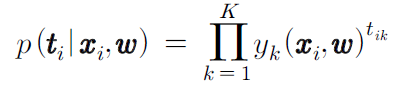 p(t_i | x_i, w) = ∏_{k=1}^{K} y_k(x_i, w)^{t_{ik}}